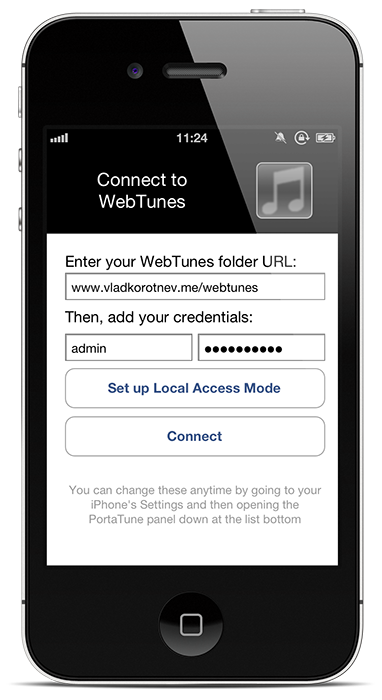 11:24
Connect to
WebTunes
Enter your WebTunes folder URL:
www.vladkorotnev.me/webtunes
Then, add your credentials:
admin ●●●●●●●●●●
Set up Local Access Mode
Connect
You can change these anytime by going to your
iPhone's Settings and then opening the
PortaTune panel down at the list bottom